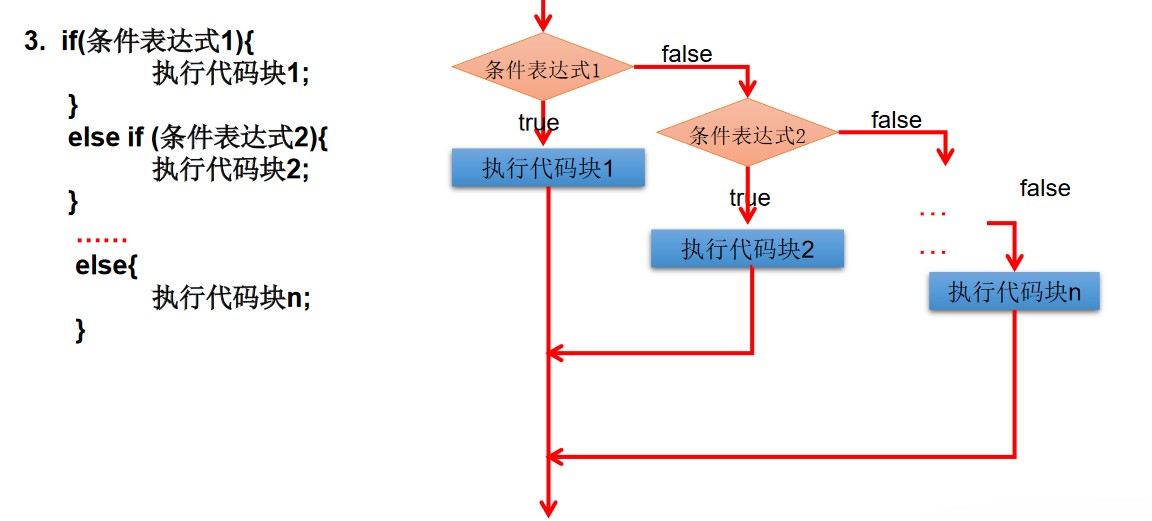 3. if(条件表达式1){
执行代码块1;
}
else if (条件表达式2){
执行代码块2;
}
……
else{
执行代码块n;
}
条件表达式1
false
true
执行代码块1
条件表达式2
false
true
执行代码块2
false
...
...
执行代码块n